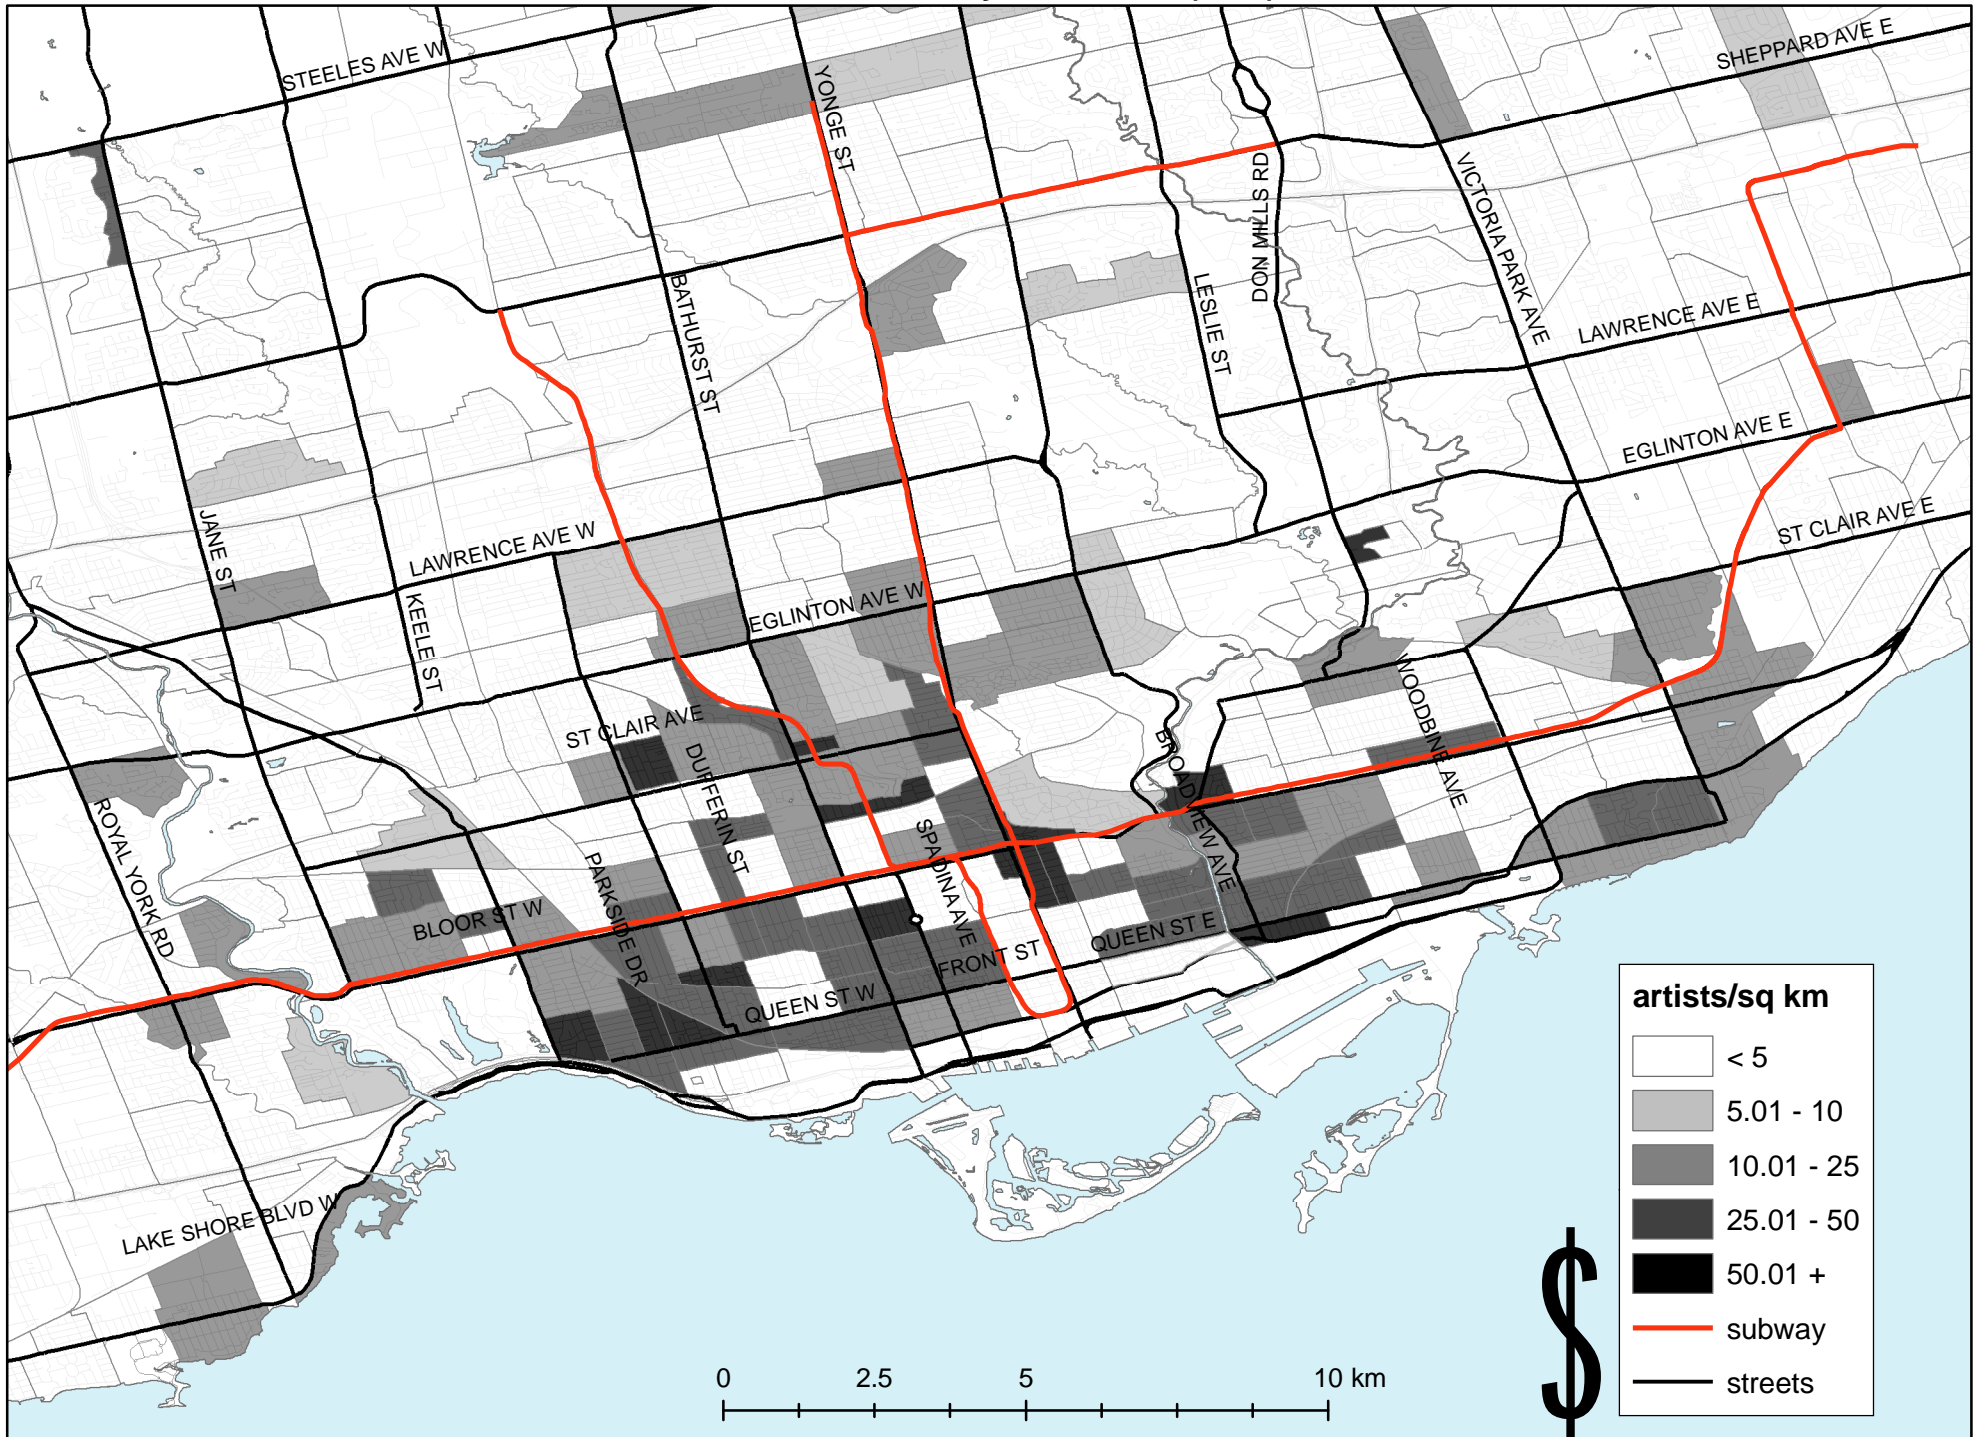 STEELES AVE W
YONGE ST
SHEPPARD AVE E
DON MILLS RD
VICTORIA PARK AVE
BATHURST ST
LESLIE ST
LAWRENCE AVE E
EGLINTON AVE E
JANE ST
LAWRENCE AVE W
ST CLAIR AVE E
KEELE ST
EGLINTON AVE W
WOODBINE AVE
ST CLAIR AVE
DUFFERIN ST
BROADVIEW AVE
ROYAL YORK RD
SPADINA AVE
PARKSIDE DR
BLOOR ST W
QUEEN ST E
FRONT ST
QUEEN ST W
LAKE SHORE BLVD W
artists/sq km
< 5
5.01 - 10
10.01 - 25
25.01 - 50
50.01 +
subway
streets
0 2.5 5 10 km
$